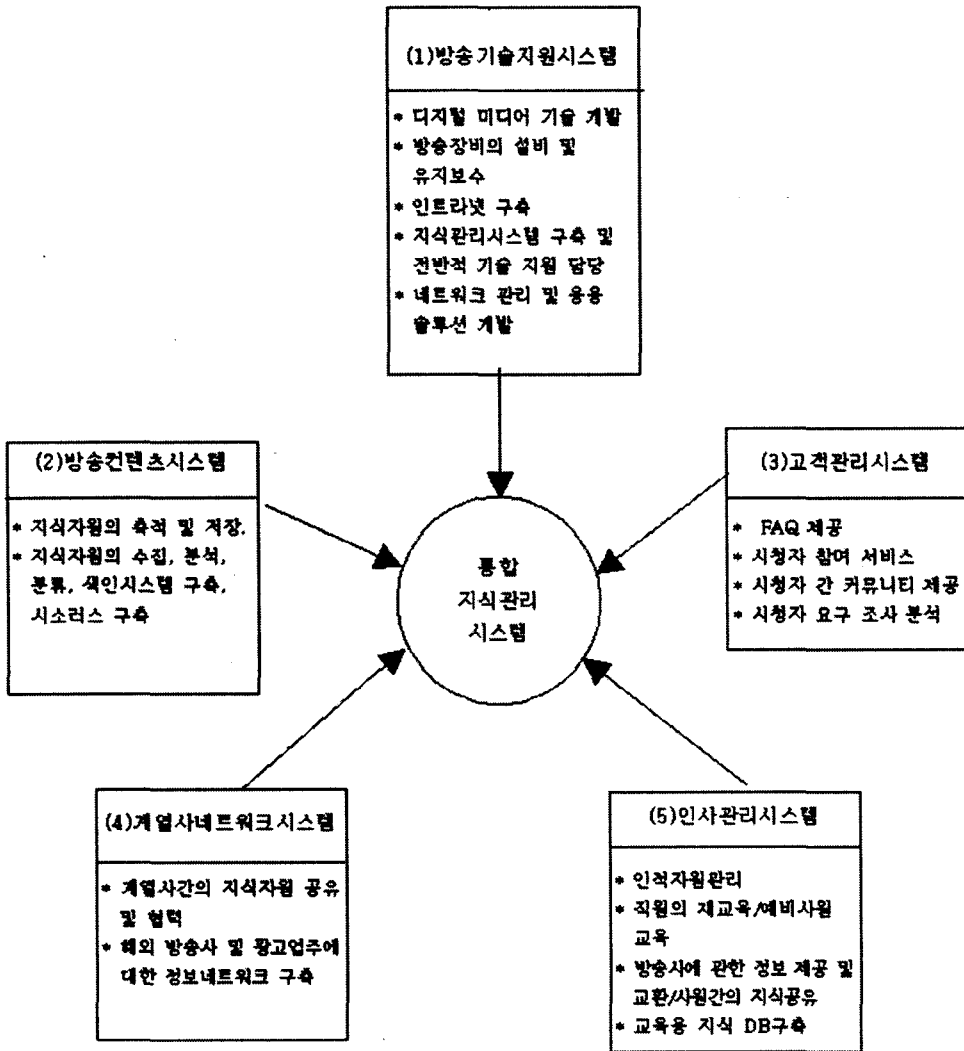 (1)방송기술지원시스템
* 디지털 미디어 기술 개발
* 방송장비의 설비 및
유지보수
* 인트라넷 구축
* 지식관리시스템 구축 및
전반적 기술 지원 담당
* 네트워크 관리 및 응용
솔루션 개발
(2)방송컨텐츠시스템
* 지식자원의 축적 및 저장.
* 지식자원의 수집, 분석,
분류, 색인시스템 구축,
시소러스 구축
(3)고객관리시스템
* FAQ 제공
* 시청자 참여 서비스
* 시청자 간 커뮤니티 제공
* 시청자 요구 조사 분석
통합
지식관리
시스템
(4)계열사네트워크시스템
* 계열사간의 지식자원 공유
및 협력
* 해외 방송사 및 광고업주에
대한 정보네트워크 구축
(5)인사관리시스템
* 인적자원관리
* 직원의 재교육/예비사원
교육
* 방송사에 관한 정보 제공 및
교환/사원간의 지식공유
* 교육용 지식 DB구축